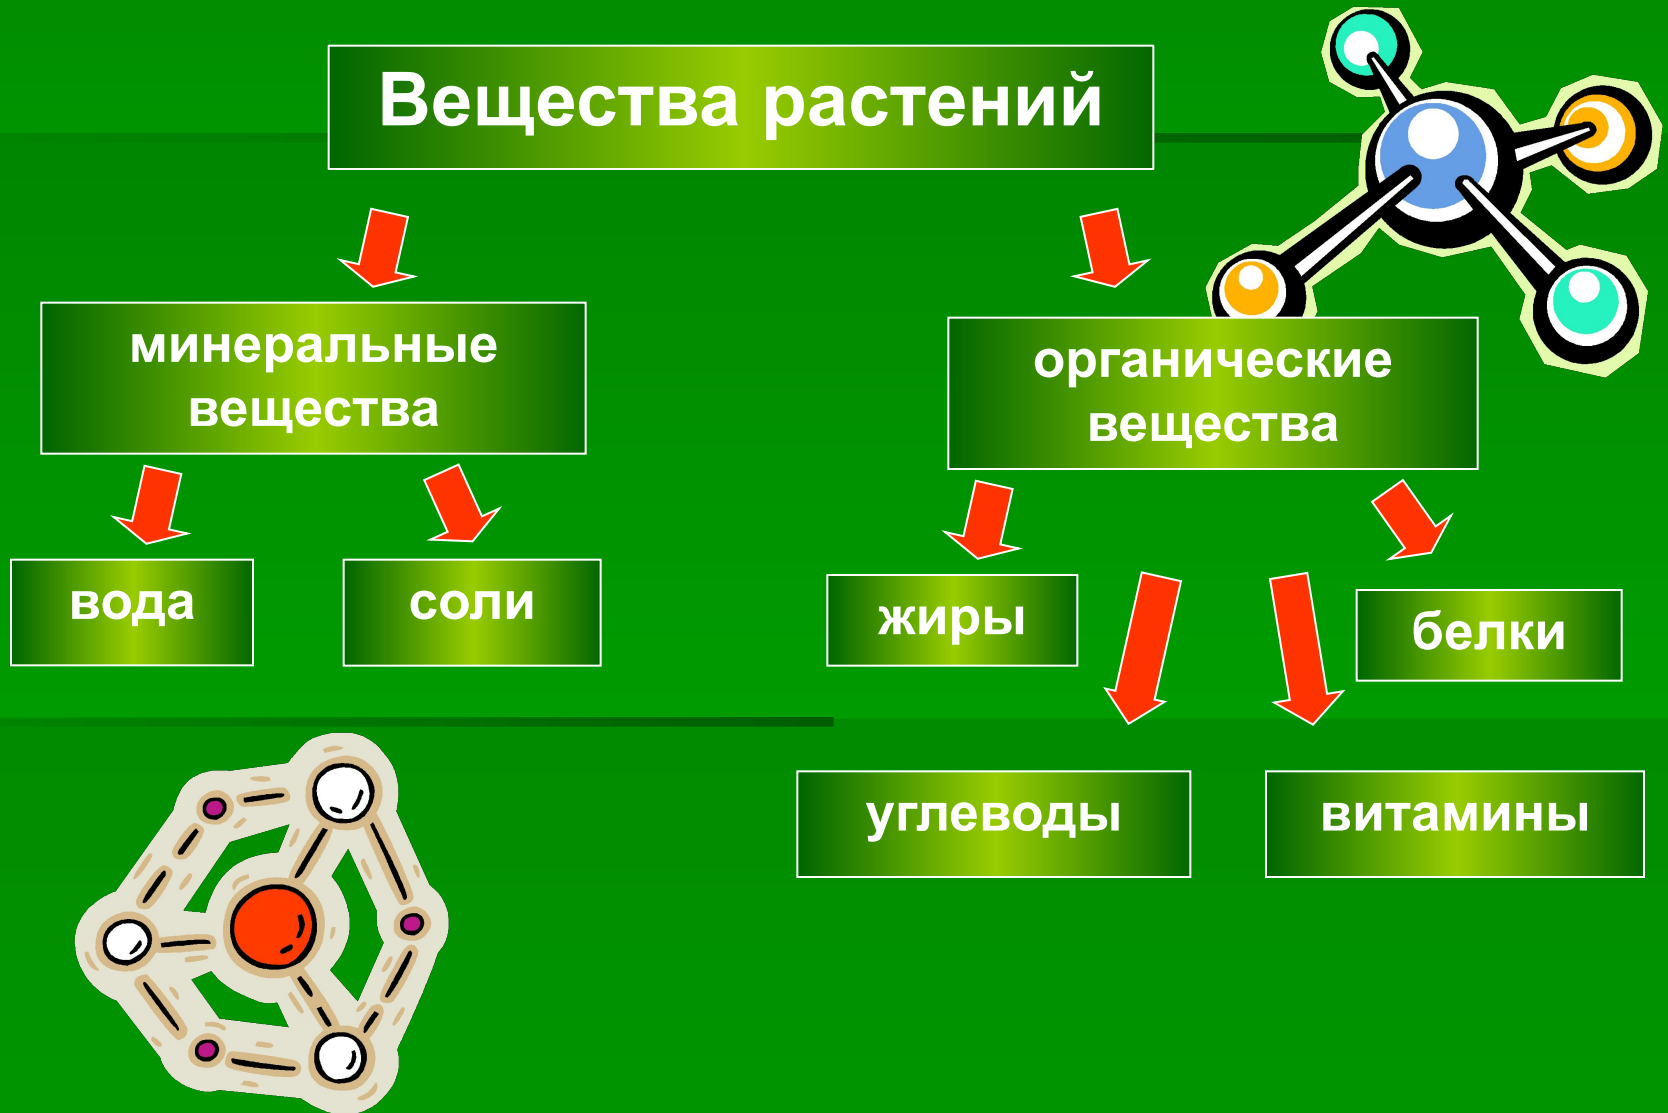 Вещества растений
минеральные
вещества
органические
вещества
вода
соли
жиры
белки
углеводы
витамины